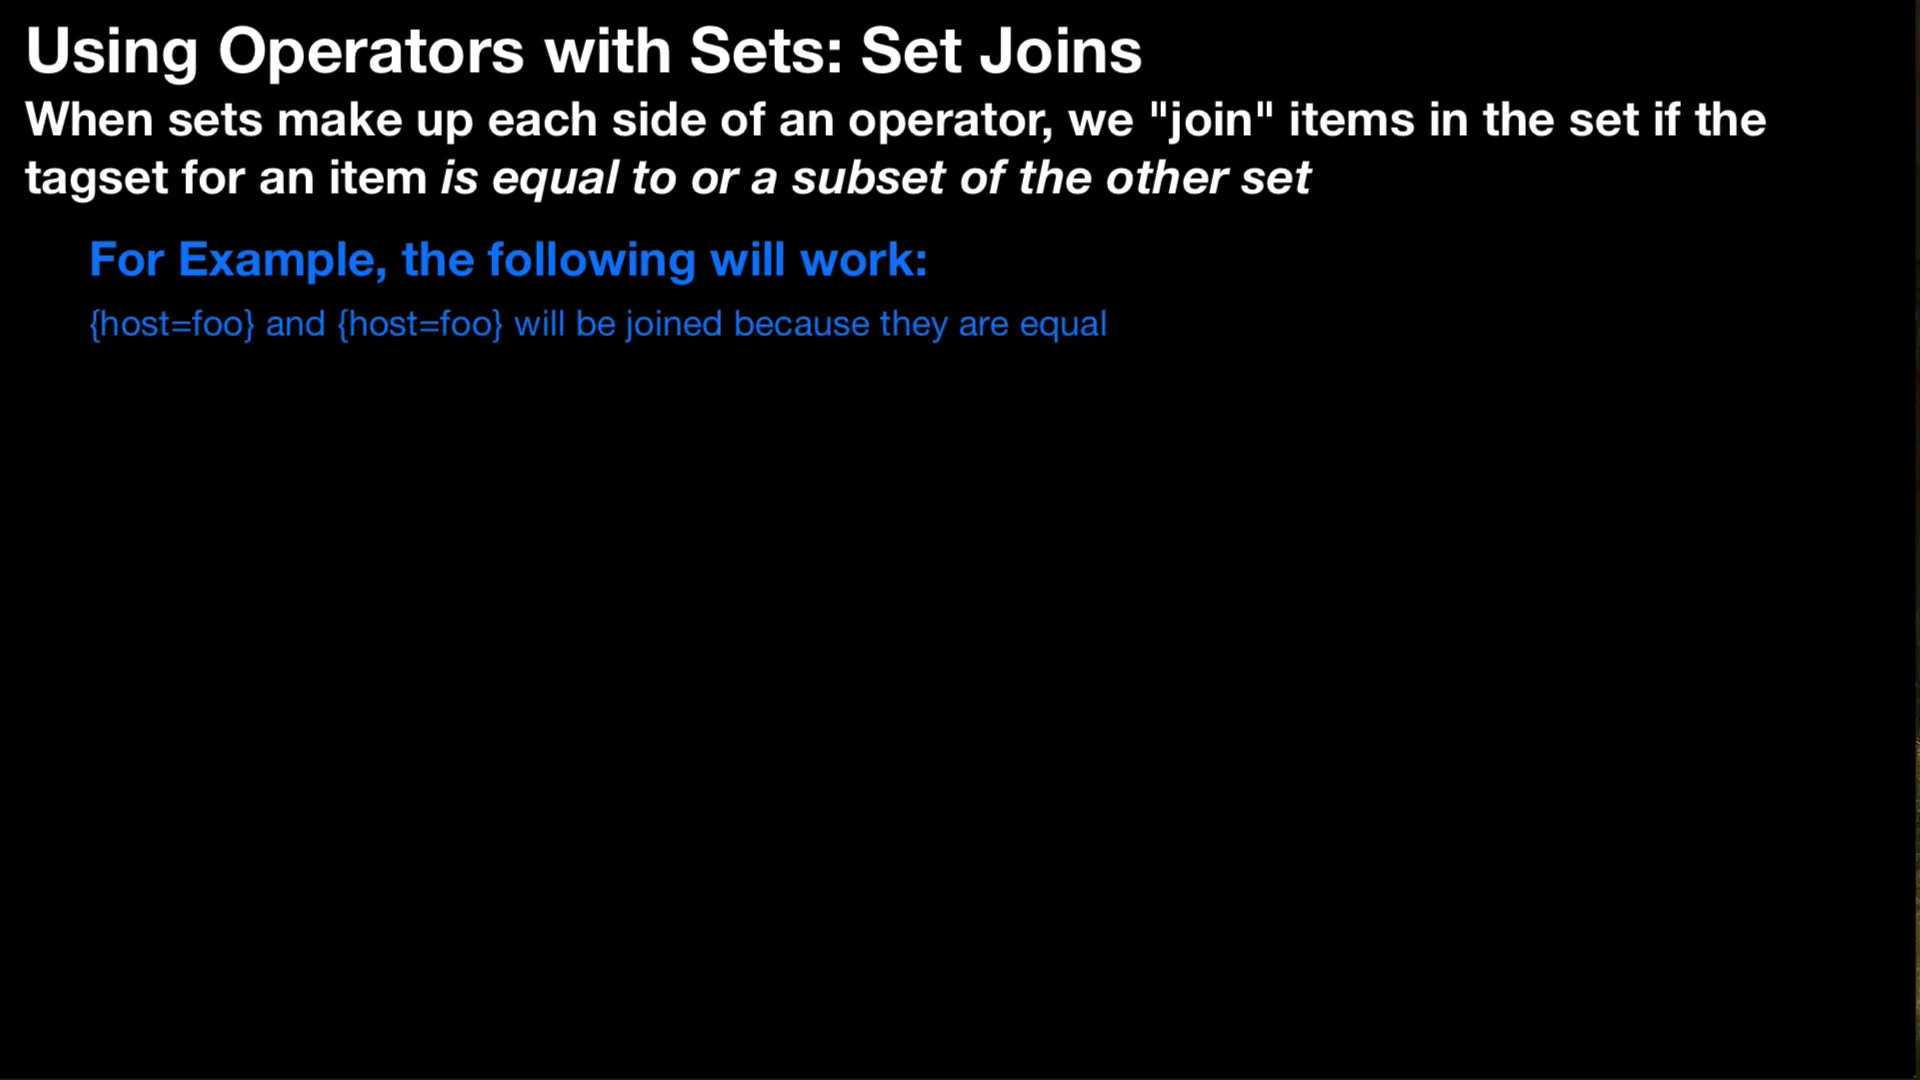 Using Operators with Sets: Set Joins
When sets make up each side of an operator, we "join" items in the set if the
tagset for an item is equal to or a subset of the other set
For Example, the following will work:
{host=foo} and {host=foo} will be joined because they are equal